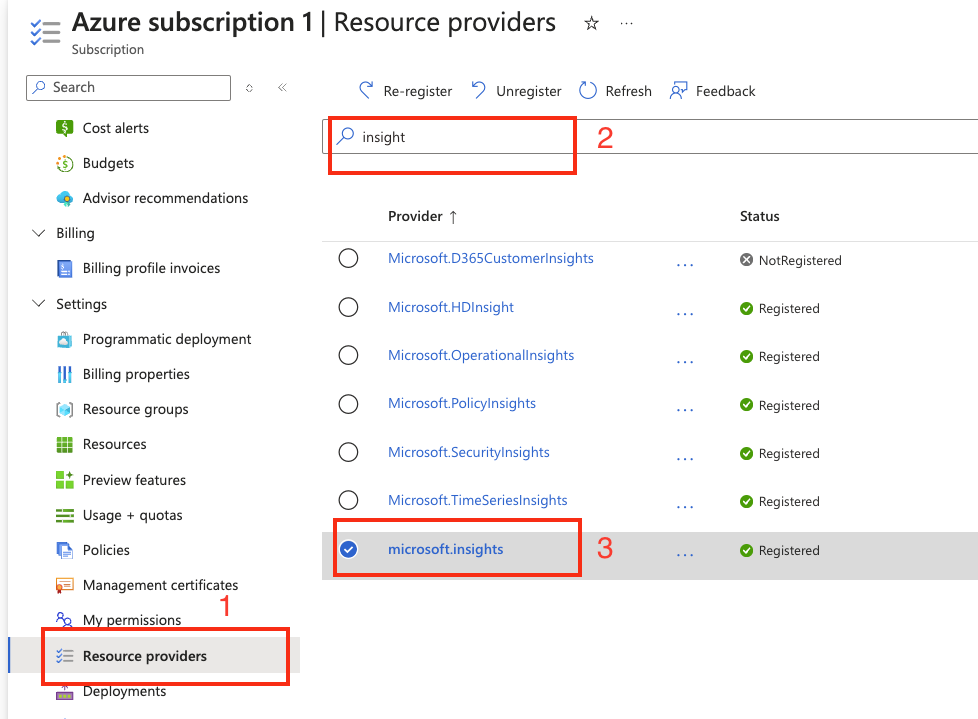 Azure subscription 1 | Resource providers ☆ ...
Subscription
Search
Cost alerts
Budgets
Advisor recommendations
Billing
Billing profile invoices
Settings
Programmatic deployment
Billing properties
Resource groups
Resources
Preview features
Usage + quotas
Policies
Management certificates
1
My permissions
Resource providers
Deployments
Re-register Unregister Refresh Feedback
insight 2
Provider ↑ Status
Microsoft.D365CustomerInsights ... NotRegistered
Microsoft.HDInsight ... Registered
Microsoft.OperationalInsights ... Registered
Microsoft.PolicyInsights ... Registered
Microsoft.SecurityInsights ... Registered
Microsoft.TimeSeriesInsights ... Registered
microsoft.insights 3 ... Registered